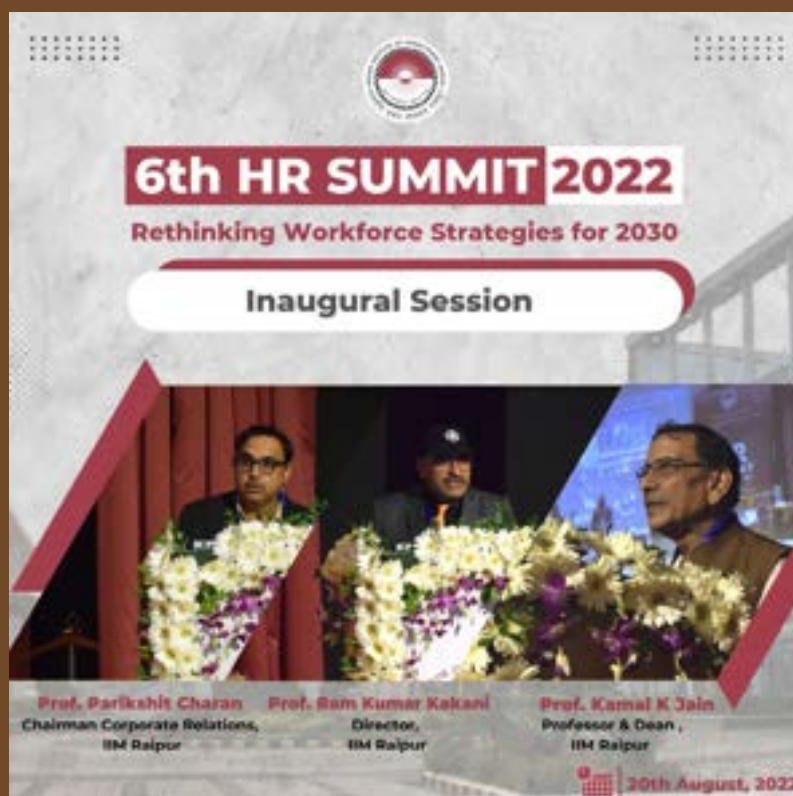 6th HR SUMMIT 2022
Rethinking Workforce Strategies for 2030
Inaugural Session
Prof. Parikshit Charan
Chairman Corporate Relations,
IIM Raipur
Prof. Ram Kumar Kakani
Director,
IIM Raipur
Prof. Kamal K Jain
Professor & Dean ,
IIM Raipur
20th August, 2022